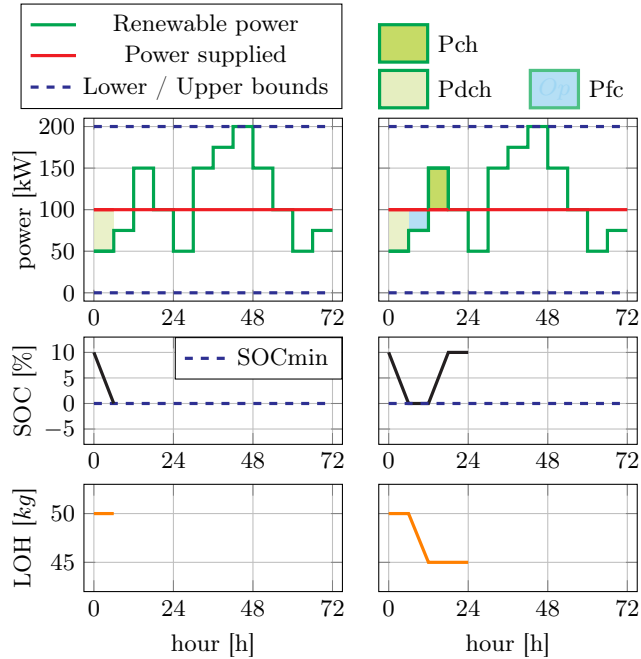 Renewable power
Power supplied
Lower / Upper bounds
Pch
Pdch
Op Pfc
power [kW]
200
150
100
50
0
0 24 48 72
0 24 48 72
SOC [%]
10
5
0
−5
SOCmin
0 24 48 72
0 24 48 72
LOH [kg]
50
45
0 24 48 72
0 24 48 72
hour [h] hour [h]